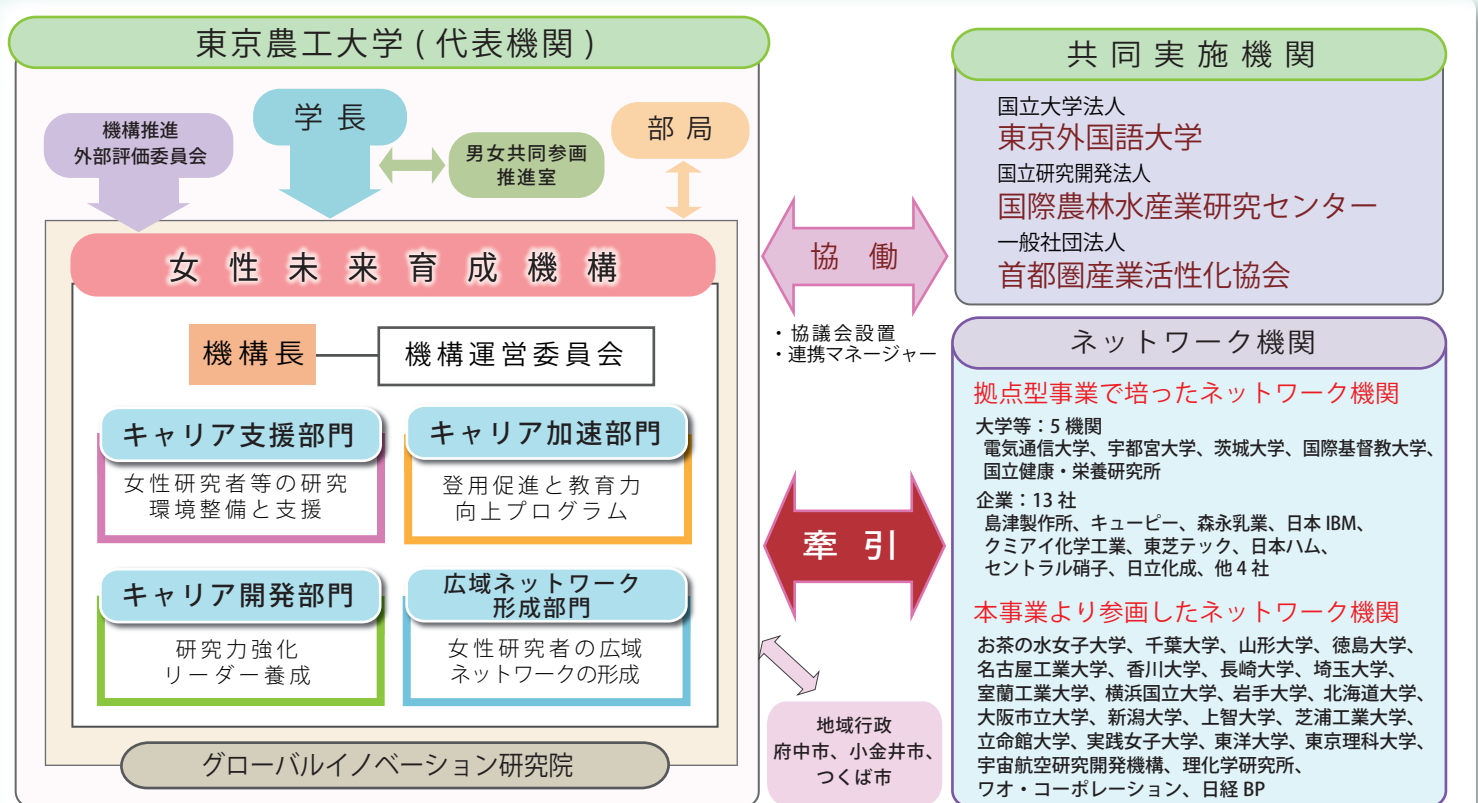 東京農工大学 ( 代表機関 )
機構推進
外部評価委員会
学 長
男女共同参画
推進室
部 局
女性未来育成機構
機構長
機構運営委員会
キャリア支援部門
女性研究者等の研究
環境整備と支援
キャリア加速部門
登用促進と教育力
向上プログラム
キャリア開発部門
研究力強化
リーダー養成
広域ネットワーク
形成部門
女性研究者の広域
ネットワークの形成
グローバルイノベーション研究院
協 働
・協議会設置
・連携マネージャー
牽 引
地域行政
府中市、小金井市、
つくば市
共同実施機関
国立大学法人
東京外国語大学
国立研究開発法人
国際農林水産業研究センター
一般社団法人
首都圏産業活性化協会
ネットワーク機関
拠点型事業で培ったネットワーク機関
大学等：5 機関
電気通信大学、宇都宮大学、茨城大学、国際基督教大学、
国立健康・栄養研究所
企業：13 社
島津製作所、キューピー、森永乳業、日本 IBM、
クミアイ化学工業、東芝テック、日本ハム、
セントラル硝子、日立化成、他 4 社
本事業より参画したネットワーク機関
お茶の水女子大学、千葉大学、山形大学、徳島大学、
名古屋工業大学、香川大学、長崎大学、埼玉大学、
室蘭工業大学、横浜国立大学、岩手大学、北海道大学、
大阪市立大学、新潟大学、上智大学、芝浦工業大学、
立命館大学、実践女子大学、東洋大学、東京理科大学、
宇宙航空研究開発機構、理化学研究所、
ワオ・コーポレーション、日経 BP